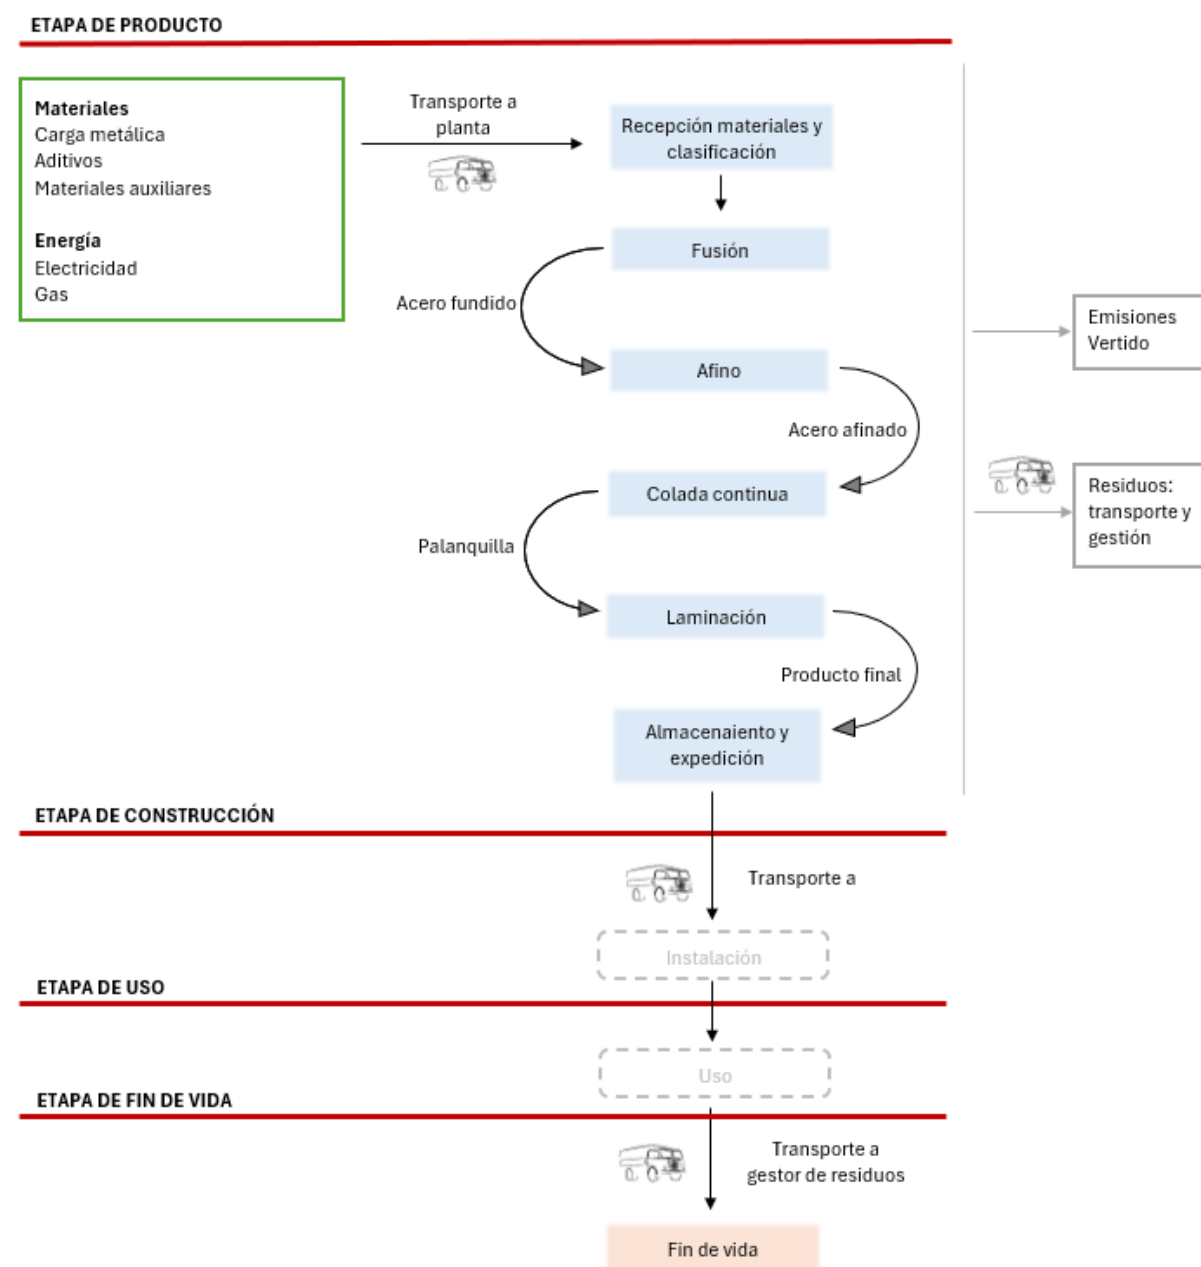 ETAPA DE PRODUCTO
Materiales
Carga metálica
Aditivos
Materiales auxiliares
Energía
Electricidad
Gas
Transporte a
planta
Recepción materiales y
clasificación
Fusión
Acero fundido
Afino
Acero afinado
Colada continua
Palanquilla
Laminación
Producto final
Almacenaiento y
expedición
Emisiones
Vertido
Residuos:
transporte y
gestión
ETAPA DE CONSTRUCCIÓN
Transporte a
Instalación
ETAPA DE USO
Uso
ETAPA DE FIN DE VIDA
Transporte a
gestor de residuos
Fin de vida